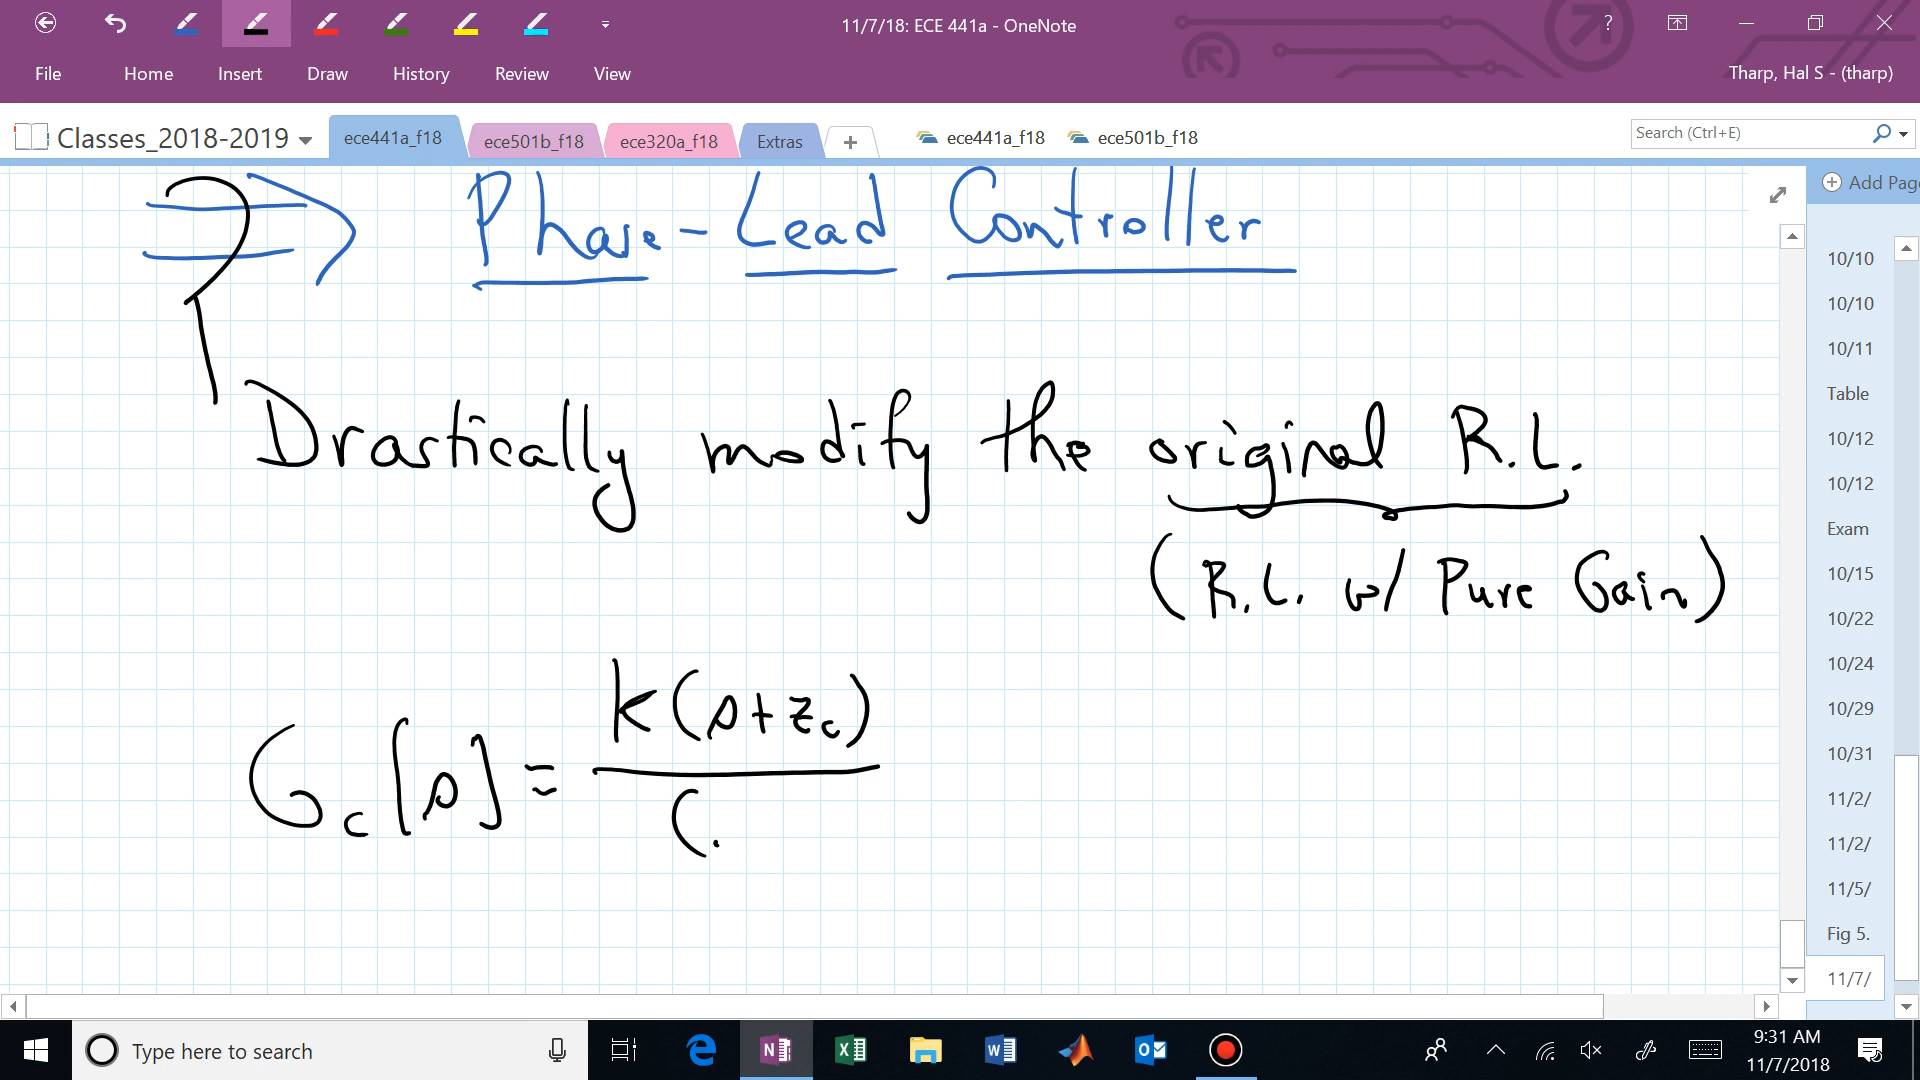 11/7/18: ECE 441a - OneNote
?
File Home Insert Draw History Review View
Tharp, Hal S - (tharp)
Classes_2018-2019
ece441a_f18
ece501b_f18
ece320a_f18
Extras
+
ece441a_f18
ece501b_f18
Search (Ctrl+E)
Phase-Lead Controller
Drastically modify the original R.L.
(R.L. w/ Pure Gain)
k(s+z_c)
G_c[s] =
(
Add Pag
10/10
10/10
10/11
Table
10/12
10/12
Exam
10/15
10/22
10/24
10/29
10/31
11/2/
11/2/
11/5/
Fig 5.
11/7/
Type here to search
9:31 AM
11/7/2018